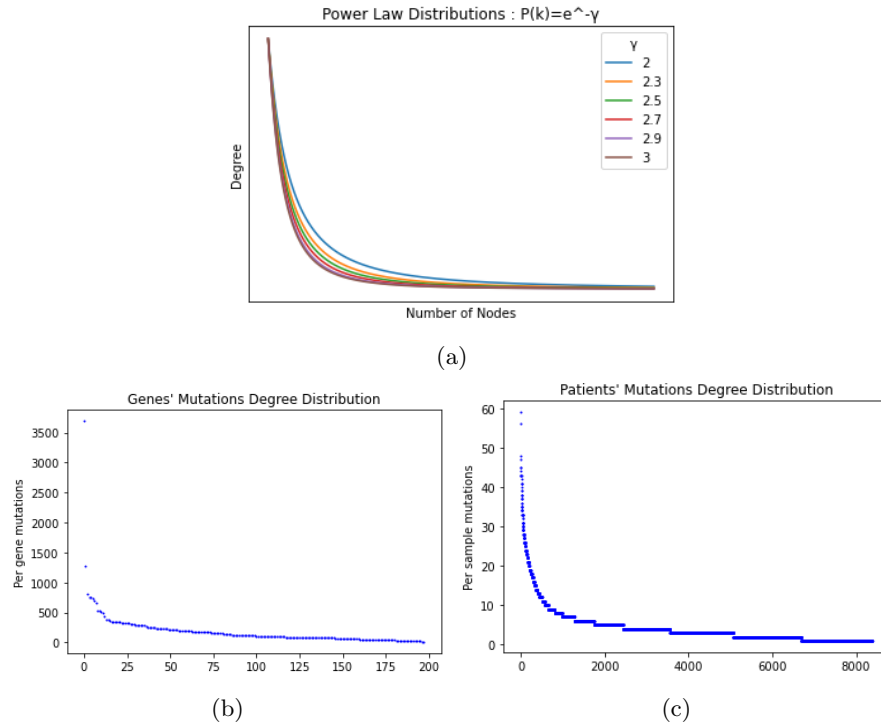 Power Law Distributions : P(k)=e^-γ
γ
2
2.3
2.5
2.7
2.9
3
Degree
Number of Nodes
(a)
Genes' Mutations Degree Distribution
Per gene mutations
3500
3000
2500
2000
1500
1000
500
0
0 25 50 75 100 125 150 175 200
(b)
Patients' Mutations Degree Distribution
Per sample mutations
60
50
40
30
20
10
0
0 2000 4000 6000 8000
(c)